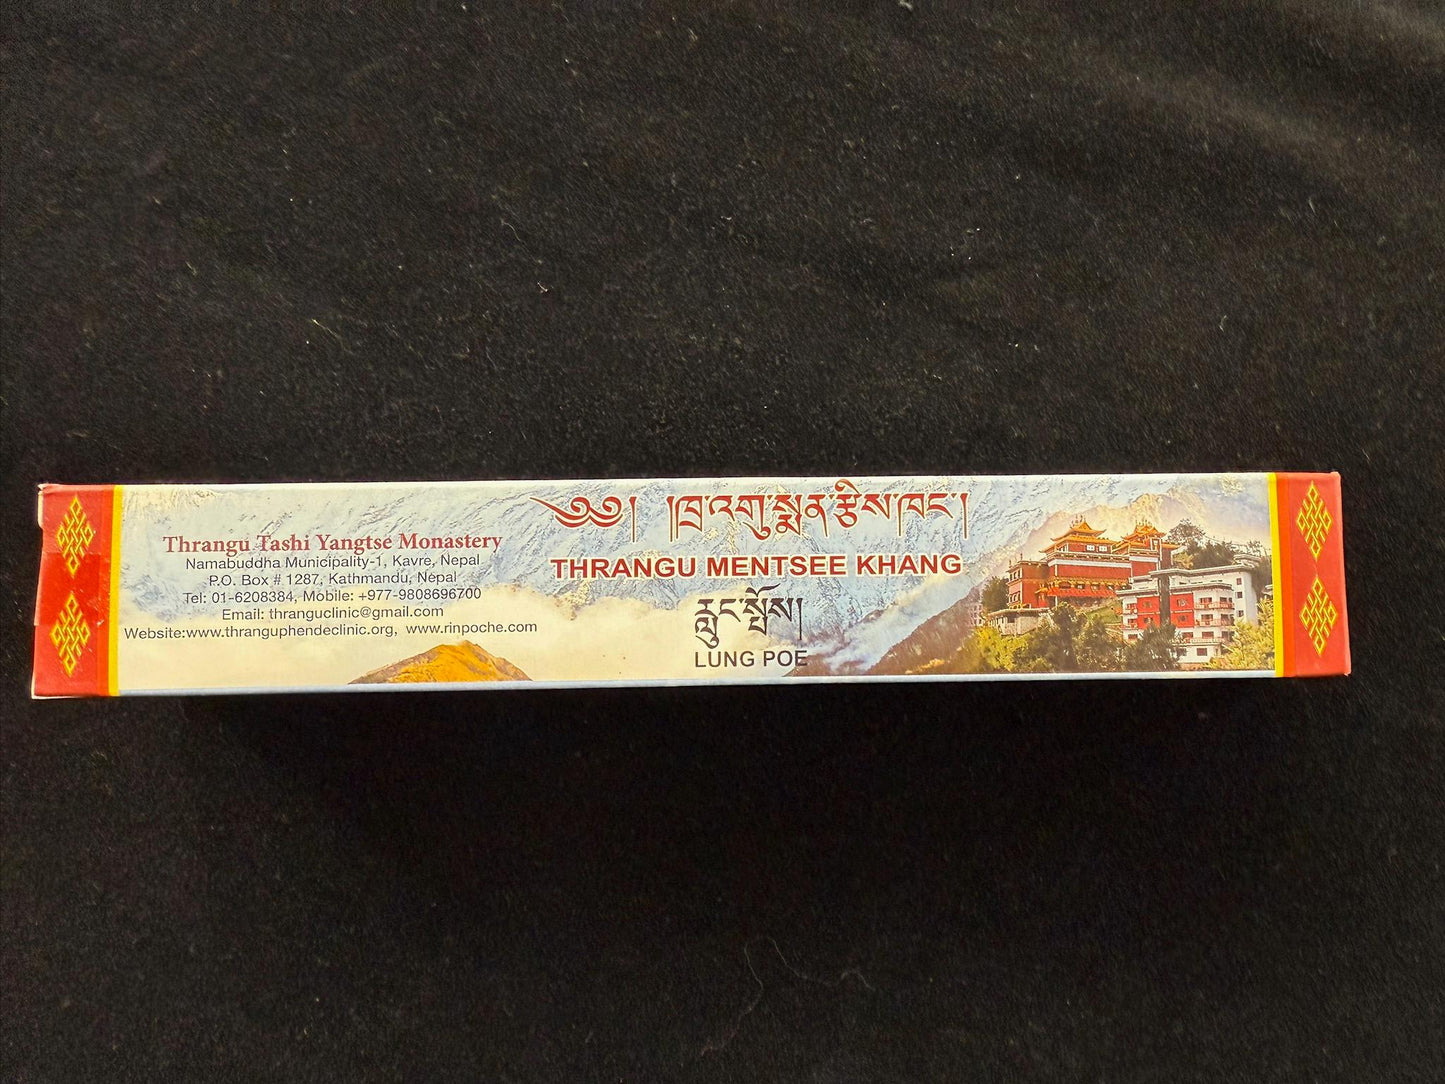 Thrangu Tashi Yangtse Monastery
Namabuddha Municipality-1, Kavre, Nepal
P.O. Box # 1287, Kathmandu, Nepal
Tel: 01-6208384, Mobile: +977-9808696700
Email: thranguclinic@gmail.com
Website:www.thranguphendeclinic.org, www.rinpoche.com
༄༅། །ཁྲ་འགུ་སྨན་རྩིས་ཁང་།
THRANGU MENTSEE KHANG
རླུང་སྤོས།
LUNG POE